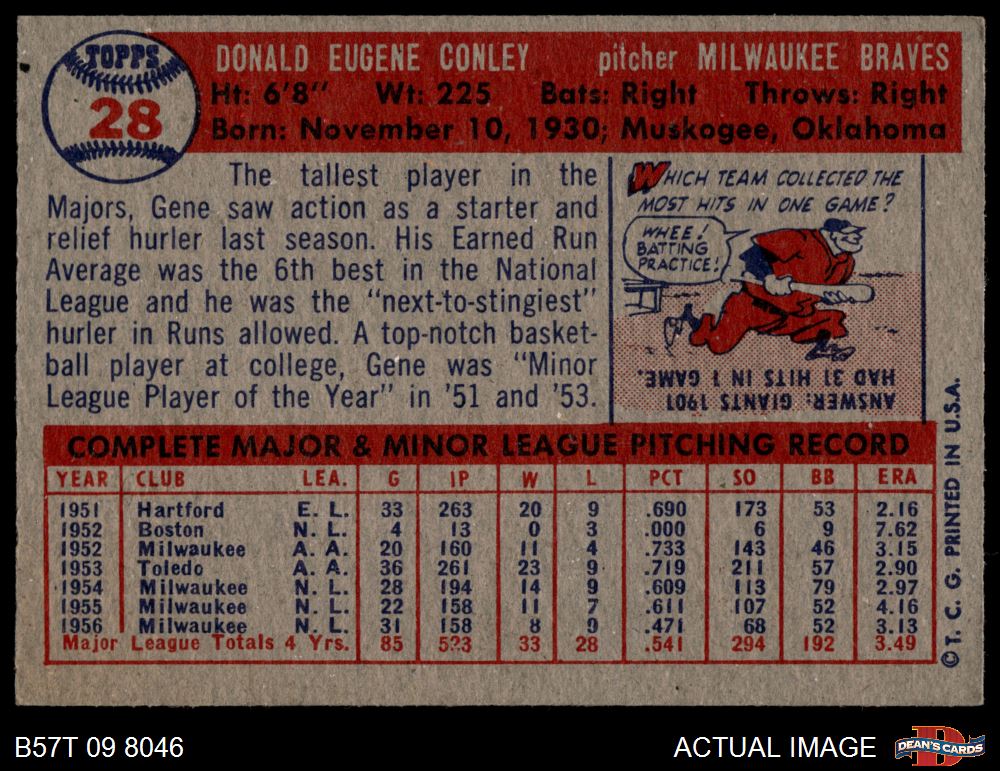 TOPPS
28
DONALD EUGENE CONLEY pitcher MILWAUKEE BRAVES
Ht: 6'8" Wt: 225 Bats: Right Throws: Right
Born: November 10, 1930; Muskogee, Oklahoma
The tallest player in the
Majors, Gene saw action as a starter and
relief hurler last season. His Earned Run
Average was the 6th best in the National
League and he was the "next-to-stingiest"
hurler in Runs allowed. A top-notch basket-
ball player at college, Gene was "Minor
League Player of the Year" in '51 and '53.
WHICH TEAM COLLECTED THE
MOST HITS IN ONE GAME?
WHEE!
BATTING
PRACTICE!
ANSWER: GIANTS 1901
HAD 31 HITS IN 1 GAME.
COMPLETE MAJOR & MINOR LEAGUE PITCHING RECORD
YEAR CLUB LEA. G IP W L PCT SO BB ERA
1951 Hartford E. L. 33 263 20 9 .690 173 53 2.16
1952 Boston N. L. 4 13 0 3 .000 6 9 7.62
1952 Milwaukee A. A. 20 160 11 4 .733 143 46 3.15
1953 Toledo A. A. 36 261 23 9 .719 211 57 2.90
1954 Milwaukee N. L. 28 194 14 9 .609 113 79 2.97
1955 Milwaukee N. L. 22 158 11 7 .611 107 52 4.16
1956 Milwaukee N. L. 31 158 8 9 .471 68 52 3.13
Major League Totals 4 Yrs. 85 523 33 28 .541 294 192 3.49
© T. C. G. PRINTED IN U.S.A.
B57T 09 8046
ACTUAL IMAGE
DEAN'S CARDS